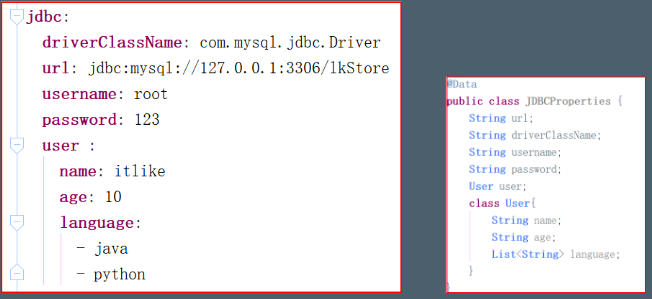 jdbc:
driverClassName: com.mysql.jdbc.Driver
url: jdbc:mysql://127.0.0.1:3306/lkStore
username: root
password: 123
user :
name: itlike
age: 10
language:
- java
- python
@Data
public class JDBCProperties {
String url;
String driverClassName;
String username;
String password;
User user;
class User{
String name;
String age;
List<String> language;
}
}